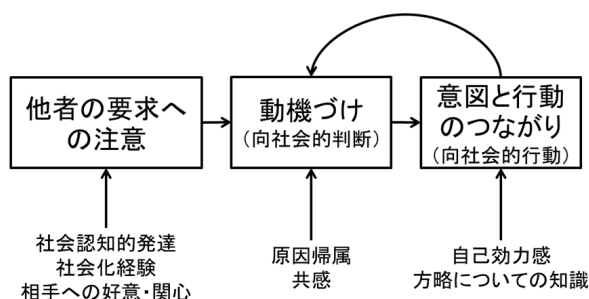 他者の要求へ
の注意
動機づけ
(向社会的判断)
意図と行動
のつながり
(向社会的行動)
社会認知的発達
社会化経験
相手への好意・関心
原因帰属
共感
自己効力感
方略についての知識